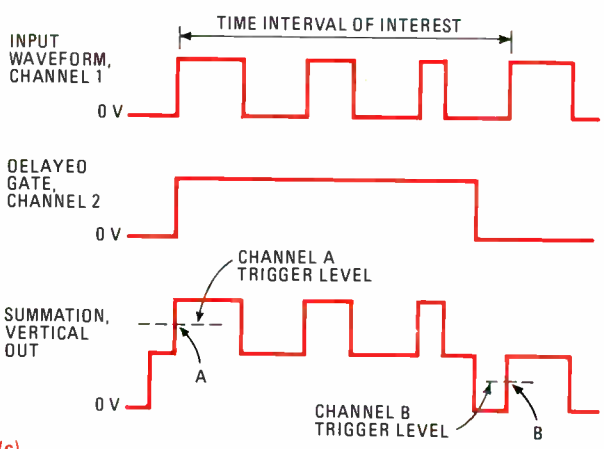 TIME INTERVAL OF INTEREST
INPUT
WAVEFORM,
CHANNEL 1
0 V
DELAYED
GATE,
CHANNEL 2
0 V
CHANNEL A
TRIGGER LEVEL
SUMMATION,
VERTICAL
OUT
A
0 V
CHANNEL B
TRIGGER LEVEL
B